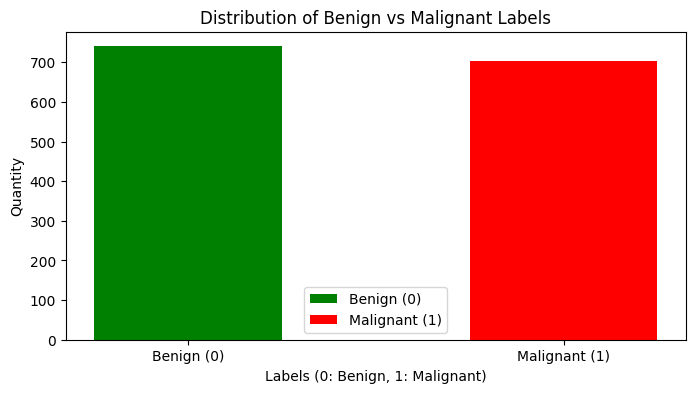 Distribution of Benign vs Malignant Labels
Quantity
700
600
500
400
300
200
100
0
Benign (0)
Malignant (1)
Benign (0)
Malignant (1)
Labels (0: Benign, 1: Malignant)